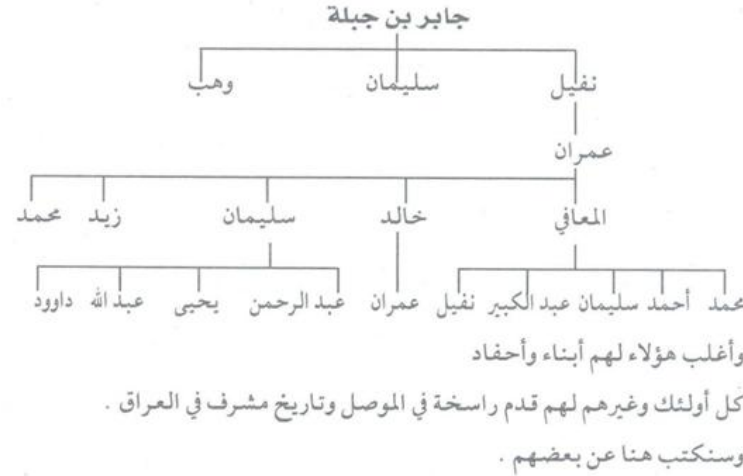 جابر بن جبلة
نفيل سليمان وهب
عمران
المعافي خالد سليمان زيد محمد
محمد أحمد سليمان عبد الكبير نفيل عمران عبد الرحمن يحيى عبد الله داوود
وأغلب هؤلاء لهم أبناء وأحفاد
كل أولئك وغيرهم لهم قدم راسخة في الموصل وتاريخ مشرف في العراق .
وسنكتب هنا عن بعضهم .